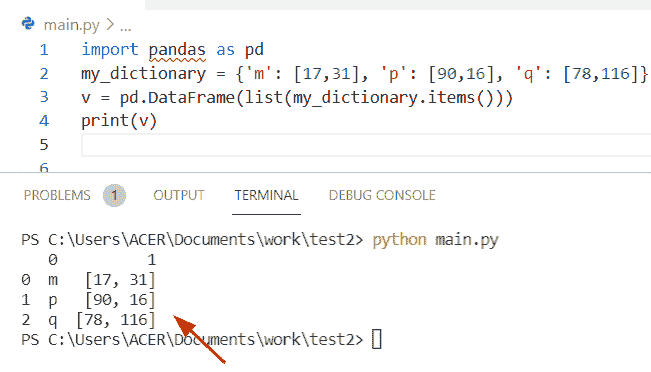 main.py > ...
1 import pandas as pd
2 my_dictionary = {'m': [17,31], 'p': [90,16], 'q': [78,116]}
3 v = pd.DataFrame(list(my_dictionary.items()))
4 print(v)
5
6
PROBLEMS 1 OUTPUT TERMINAL DEBUG CONSOLE
PS C:\Users\ACER\Documents\work\test2> python main.py
   0          1
0  m   [17, 31]
1  p   [90, 16]
2  q  [78, 116]
PS C:\Users\ACER\Documents\work\test2>